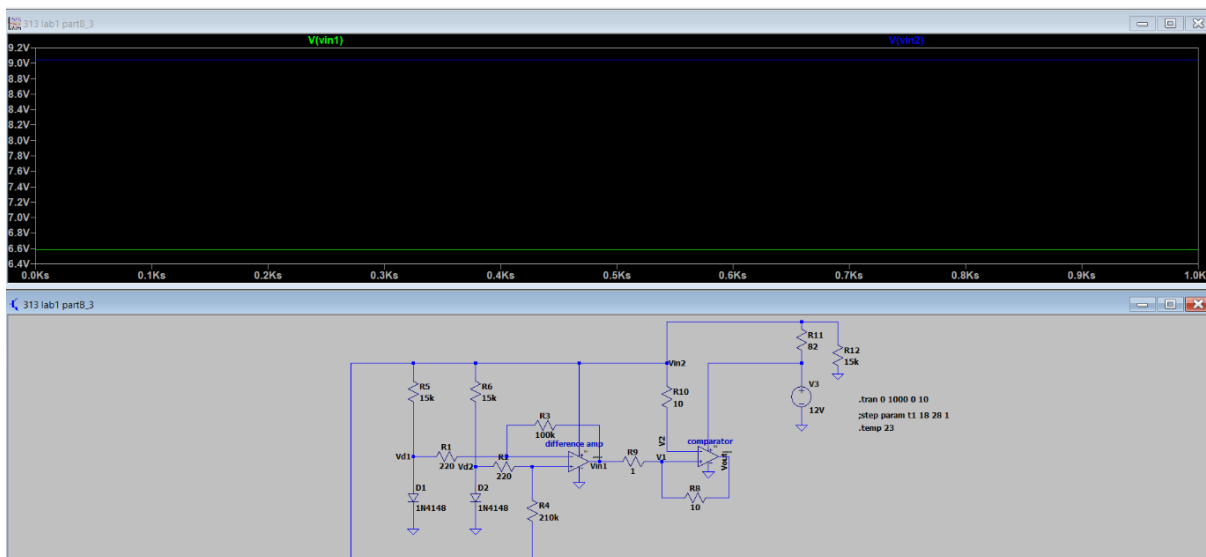 313 lab1 partB_3
V(vin1) V(vin2)
9.2V
9.0V
8.8V
8.6V
8.4V
8.2V
8.0V
7.8V
7.6V
7.4V
7.2V
7.0V
6.8V
6.6V
6.4V
0.0Ks 0.1Ks 0.2Ks 0.3Ks 0.4Ks 0.5Ks 0.6Ks 0.7Ks 0.8Ks 0.9Ks 1.0Ks
313 lab1 partB_3
R11
82
R12
15k
Vin2
R5
15k
R6
15k
R10
10
V3
12V
.tran 0 1000 0 10
;step param t1 18 28 1
.temp 23
R3
100k
difference amp
V2
comparator
R1
220
Vd1
Vd2
R2
220
Vin1
R9
1
V1
Vout
R8
10
D1
1N4148
D2
1N4148
R4
210k